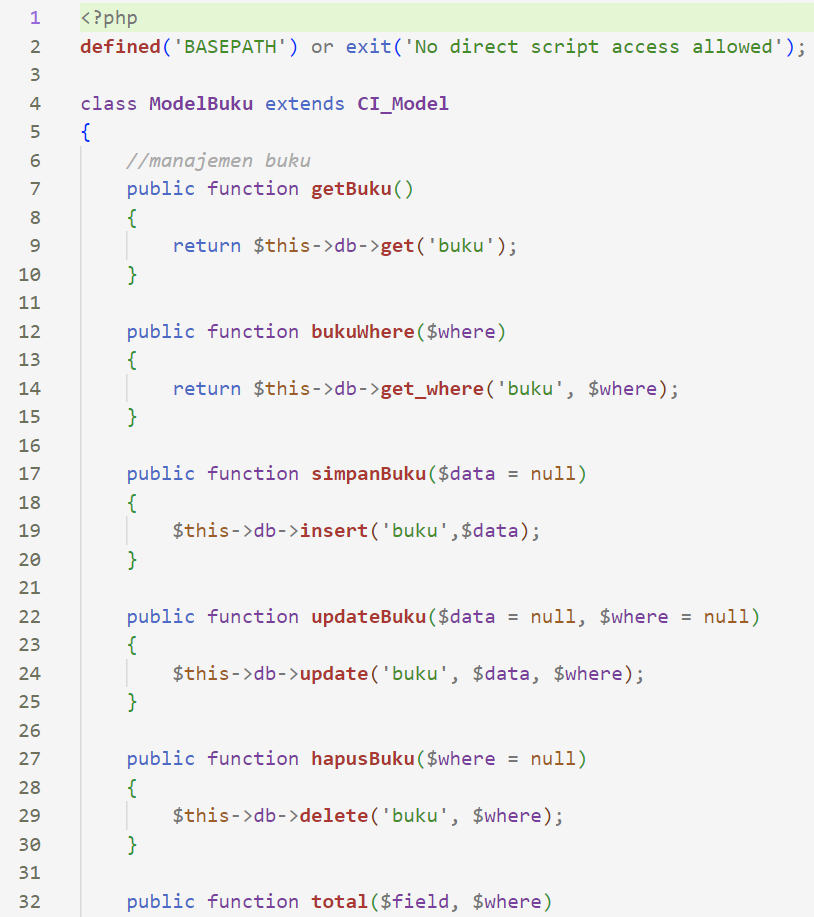 1 <?php
2 defined('BASEPATH') or exit('No direct script access allowed');
3
4 class ModelBuku extends CI_Model
5 {
6     //manajemen buku
7     public function getBuku()
8     {
9         return $this->db->get('buku');
10     }
11
12     public function bukuWhere($where)
13     {
14         return $this->db->get_where('buku', $where);
15     }
16
17     public function simpanBuku($data = null)
18     {
19         $this->db->insert('buku',$data);
20     }
21
22     public function updateBuku($data = null, $where = null)
23     {
24         $this->db->update('buku', $data, $where);
25     }
26
27     public function hapusBuku($where = null)
28     {
29         $this->db->delete('buku', $where);
30     }
31
32     public function total($field, $where)